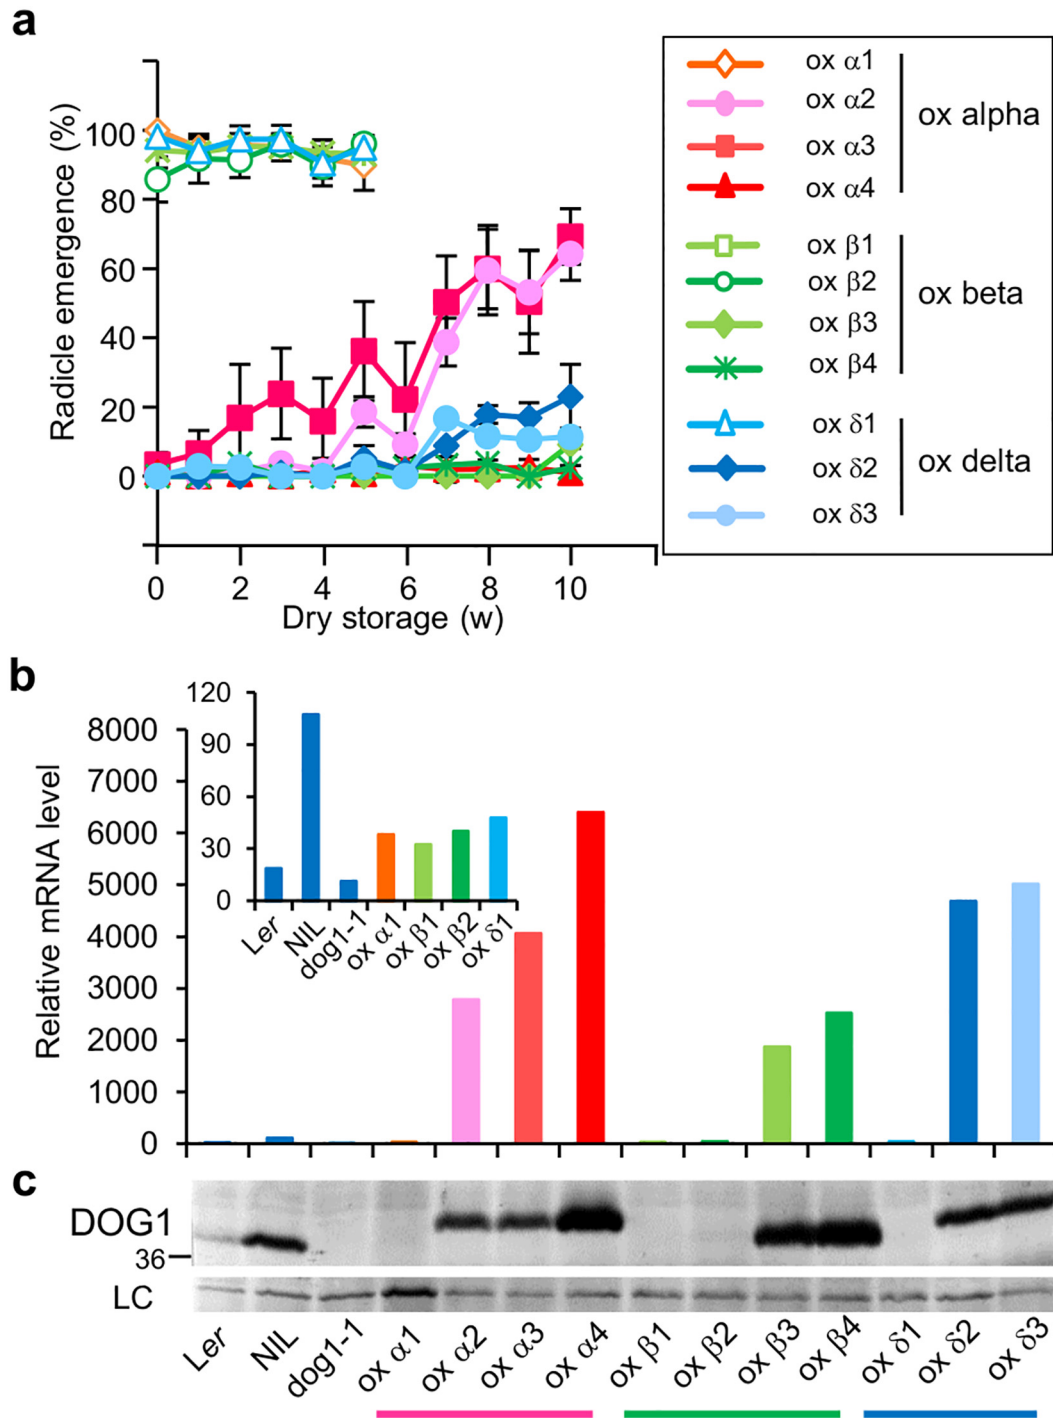 a
Radicle emergence (%)
100
80
60
40
20
0
0 2 4 6 8 10
Dry storage (w)
ox α1
ox α2
ox α3
ox α4
ox alpha
ox β1
ox β2
ox β3
ox β4
ox beta
ox δ1
ox δ2
ox δ3
ox delta
b
Relative mRNA level
8000
7000
6000
5000
4000
3000
2000
1000
0
120
90
60
30
0
Ler NIL dog1-1 ox α1 ox β1 ox β2 ox δ1
c
DOG1
36
LC
Ler NIL dog1-1 ox α1 ox α2 ox α3 ox α4 ox β1 ox β2 ox β3 ox β4 ox δ1 ox δ2 ox δ3